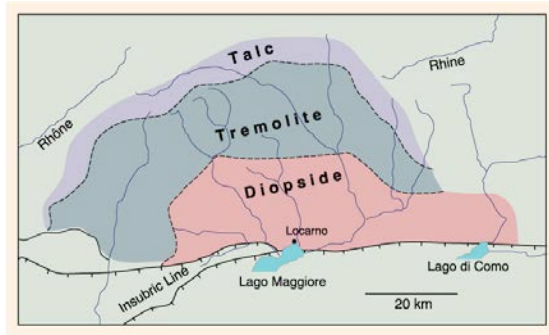 Talc
Rhine
Tremolite
Rhône
Diopside
Locarno
Insubric Line
Lago Maggiore
Lago di Como
20 km